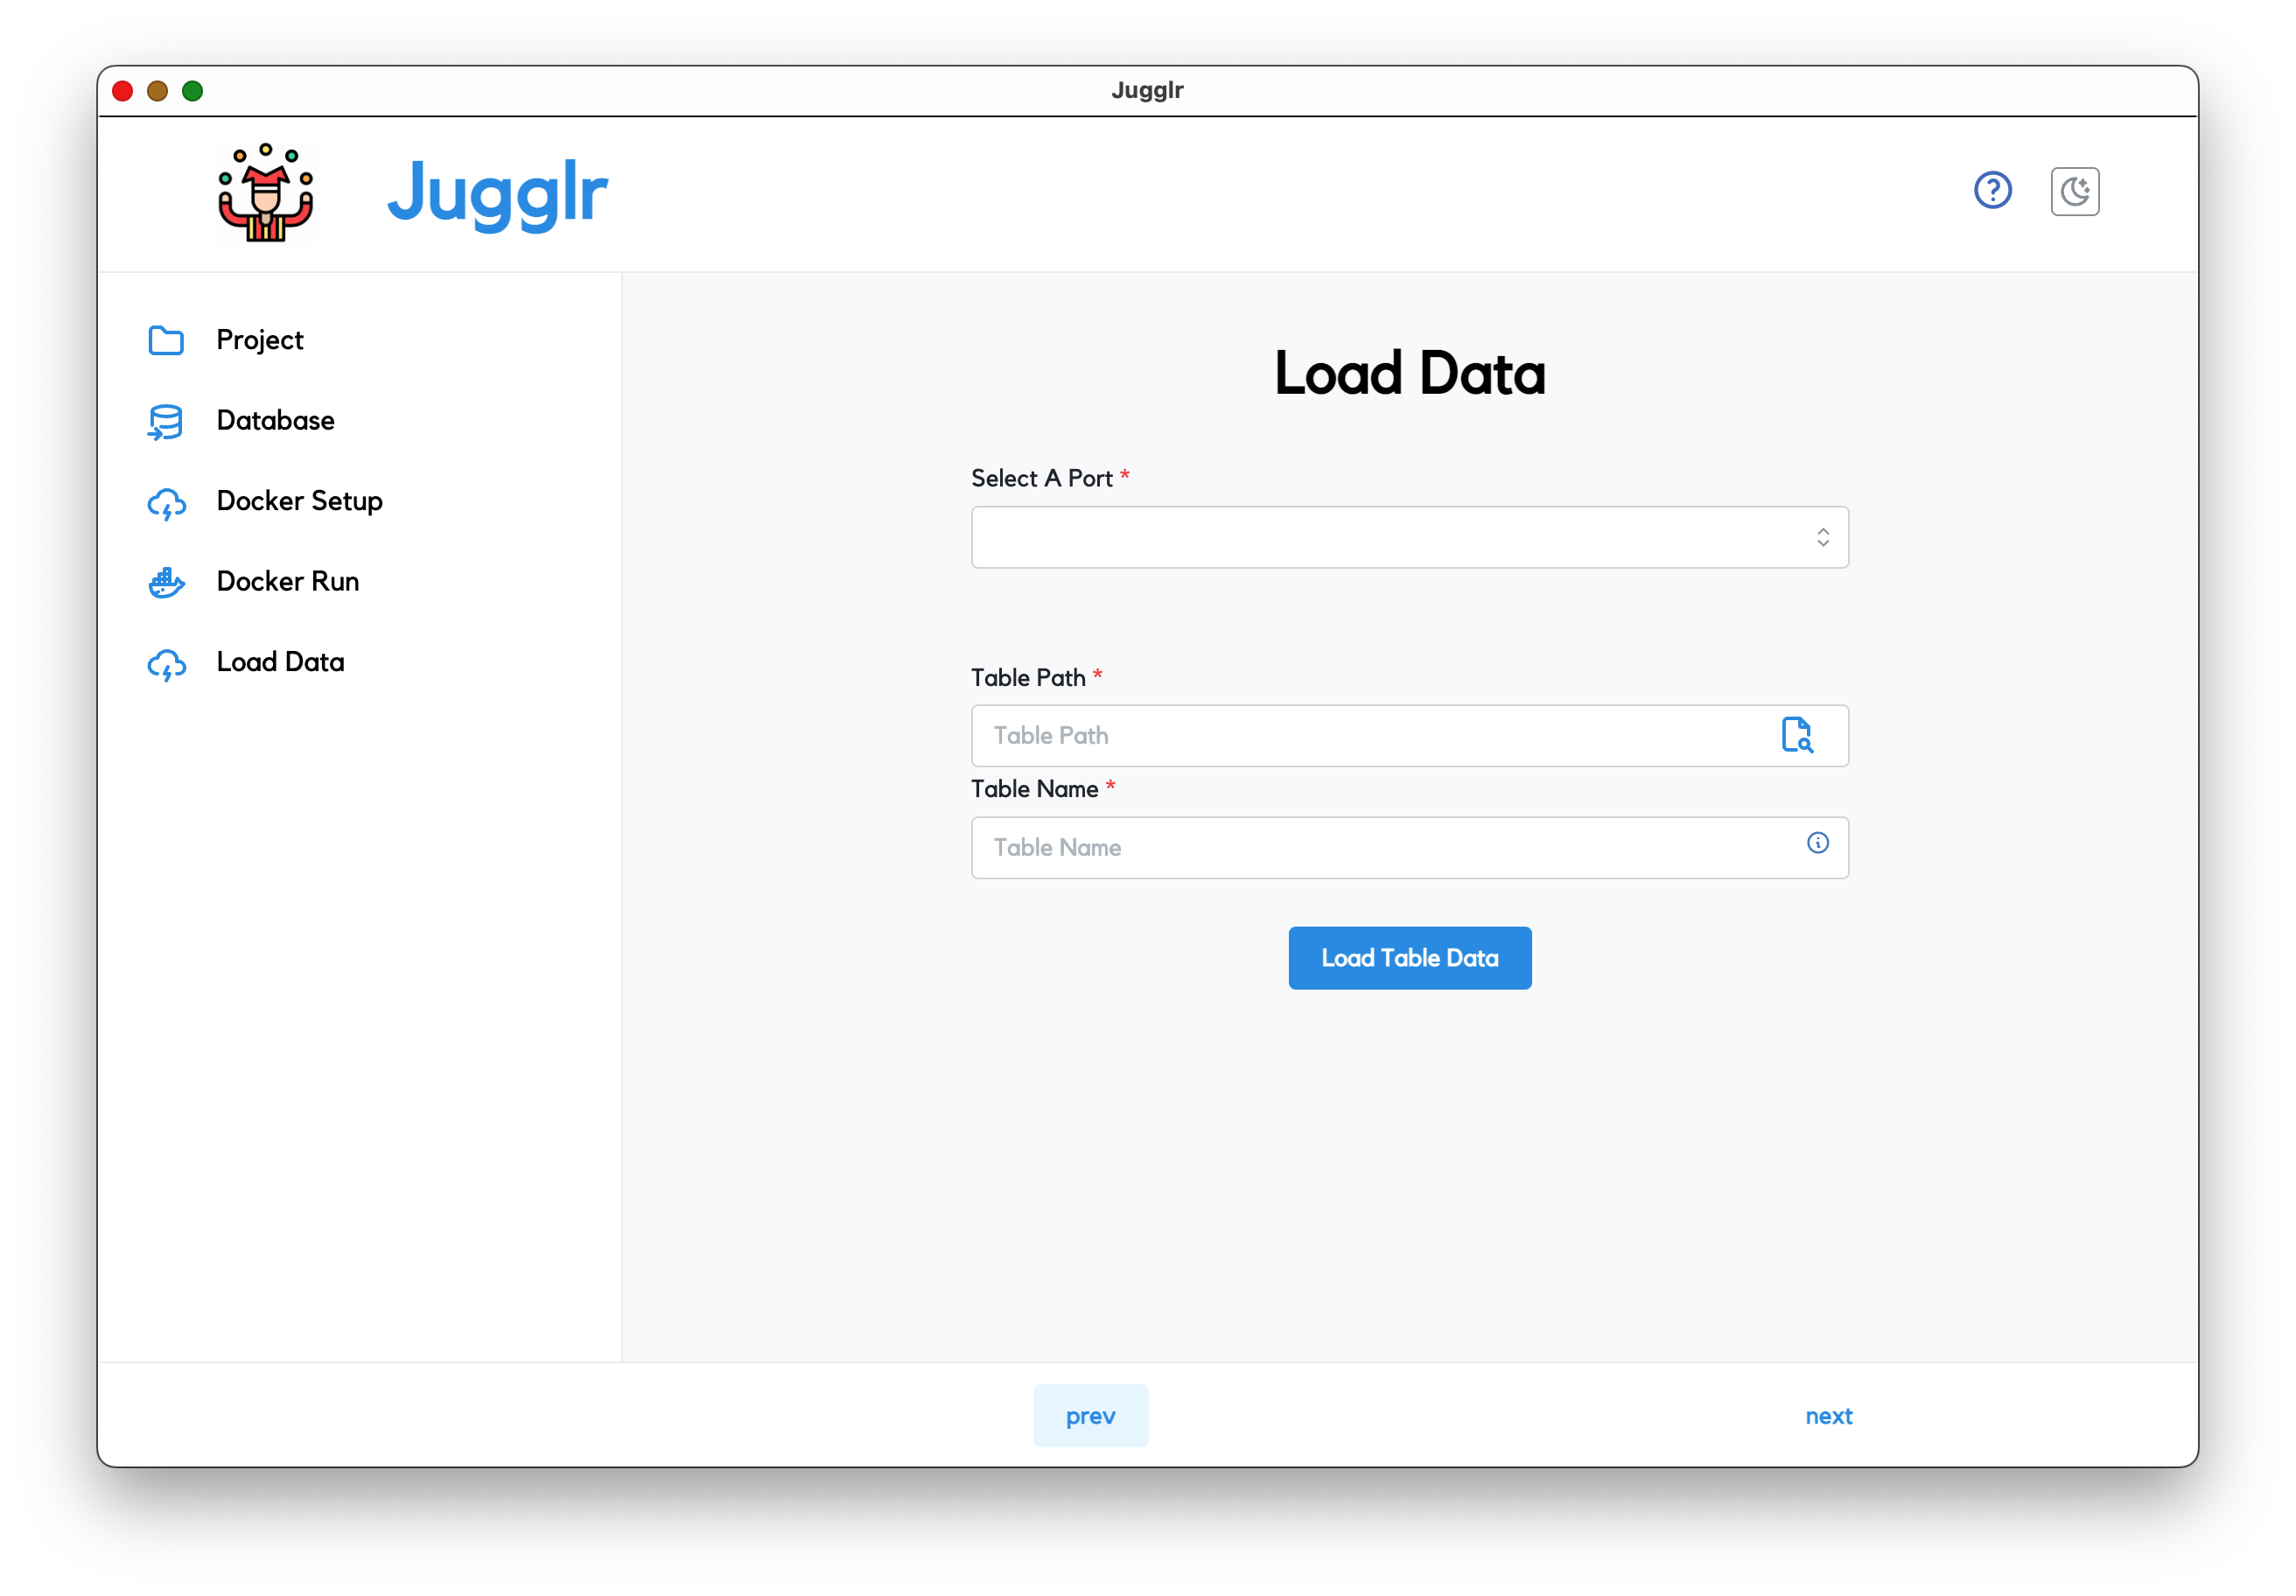 Jugglr
Jugglr
Project
Database
Docker Setup
Docker Run
Load Data
Load Data
Select A Port *
Table Path *
Table Path
Table Name *
Table Name
Load Table Data
prev
next